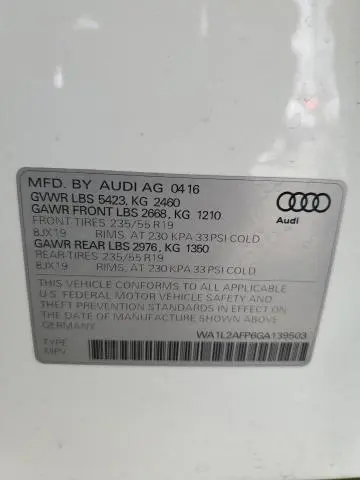 MFD. BY AUDI AG 04 16
GVWR LBS 5423, KG 2460
GAWR FRONT LBS 2668, KG 1210
FRONT-TIRES: 235/55 R19
8JX19 RIMS, AT 230 KPA 33 PSI COLD
GAWR REAR LBS 2976, KG 1350
REAR-TIRES: 235/55 R19
8JX19 RIMS, AT 230 KPA 33 PSI COLD
THIS VEHICLE CONFORMS TO ALL APPLICABLE
U.S. FEDERAL MOTOR VEHICLE SAFETY AND
THEFT PREVENTION STANDARDS IN EFFECT
ON THE DATE OF MANUFACTURE SHOWN ABOVE
GERMANY
WA1L2AFP6GA139503
TYPE:
MPV
Audi